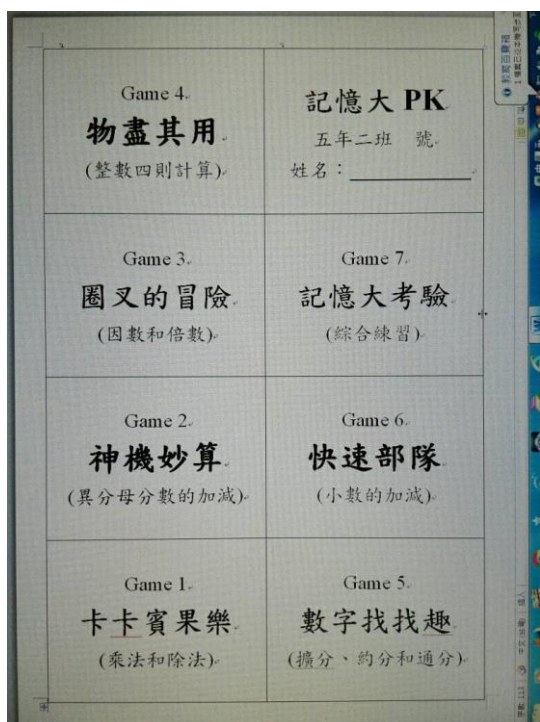 Game 4.
物盡其用
(整數四則計算)
記憶大 PK
五年二班　號
姓名：
Game 3.
圈叉的冒險
(因數和倍數)
Game 7.
記憶大考驗
(綜合練習)
Game 2.
神機妙算
(異分母分數的加減)
Game 6.
快速部隊
(小數的加減)
Game 1.
卡卡賓果樂
(乘法和除法)
Game 5.
數字找找趣
(擴分、約分和通分)